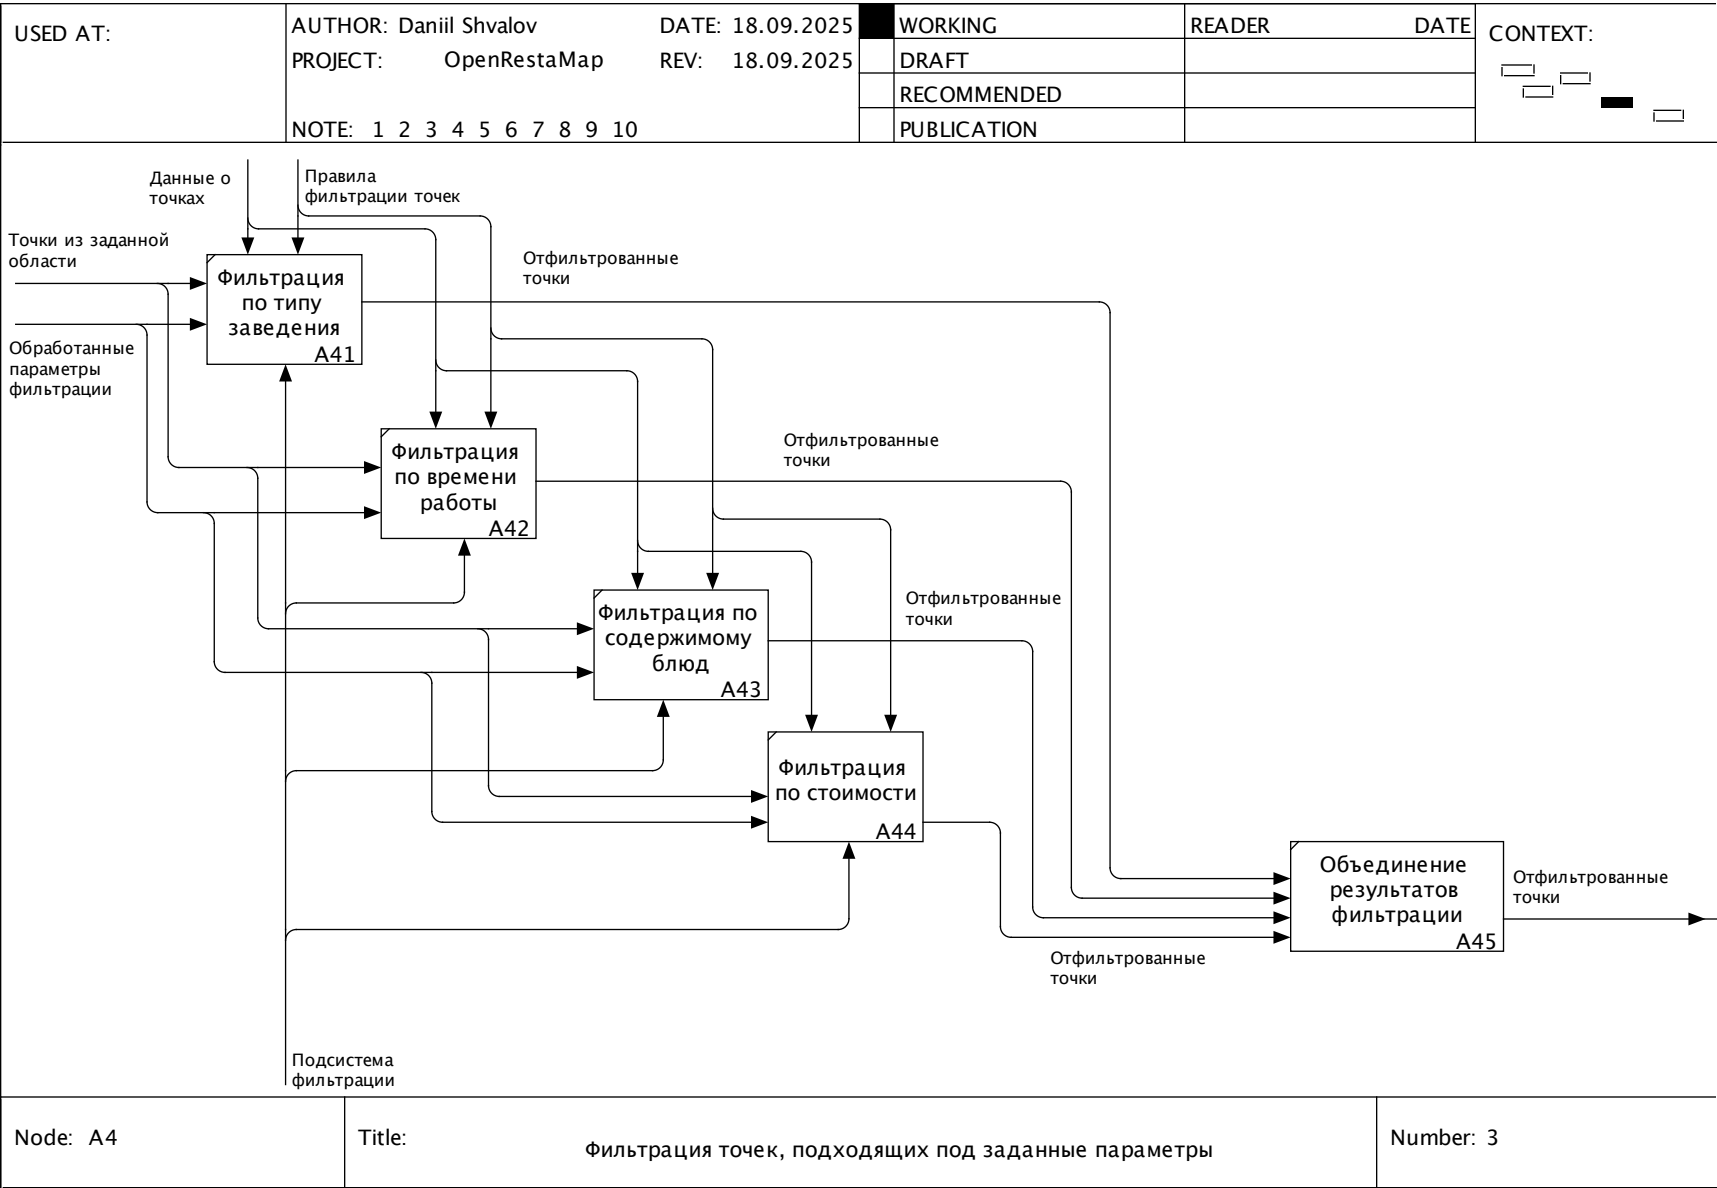 USED AT:
AUTHOR: Daniil Shvalov
DATE: 18.09.2025
PROJECT: OpenRestaMap
REV: 18.09.2025
NOTE: 1 2 3 4 5 6 7 8 9 10
WORKING
DRAFT
RECOMMENDED
PUBLICATION
READER DATE
CONTEXT:
Данные о
точках
Правила
фильтрации точек
Точки из заданной
области
Обработанные
параметры
фильтрации
Фильтрация
по типу
заведения
A41
Отфильтрованные
точки
Фильтрация
по времени
работы
A42
Отфильтрованные
точки
Фильтрация по
содержимому
блюд
A43
Отфильтрованные
точки
Фильтрация
по стоимости
A44
Отфильтрованные
точки
Объединение
результатов
фильтрации
A45
Отфильтрованные
точки
Подсистема
фильтрации
Node: A4
Title:
Фильтрация точек, подходящих под заданные параметры
Number: 3